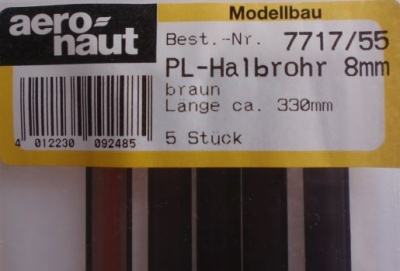 aero-
naut
Modellbau
Best.-Nr. 7717/55
PL-Halbrohr 8mm
braun
Länge ca. 330mm
5 Stück
4 012230 092485